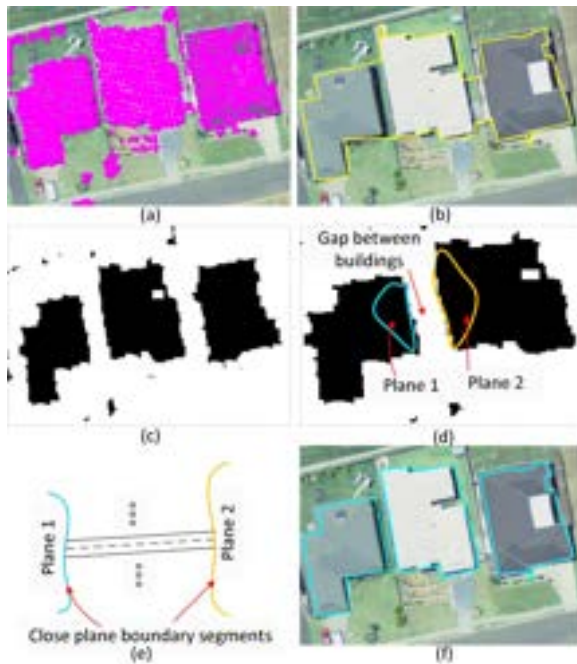 (a)
(b)
Gap between
buildings
Plane 1
Plane 2
(c)
(d)
Plane 1
Plane 2
Close plane boundary segments
(e)
(f)